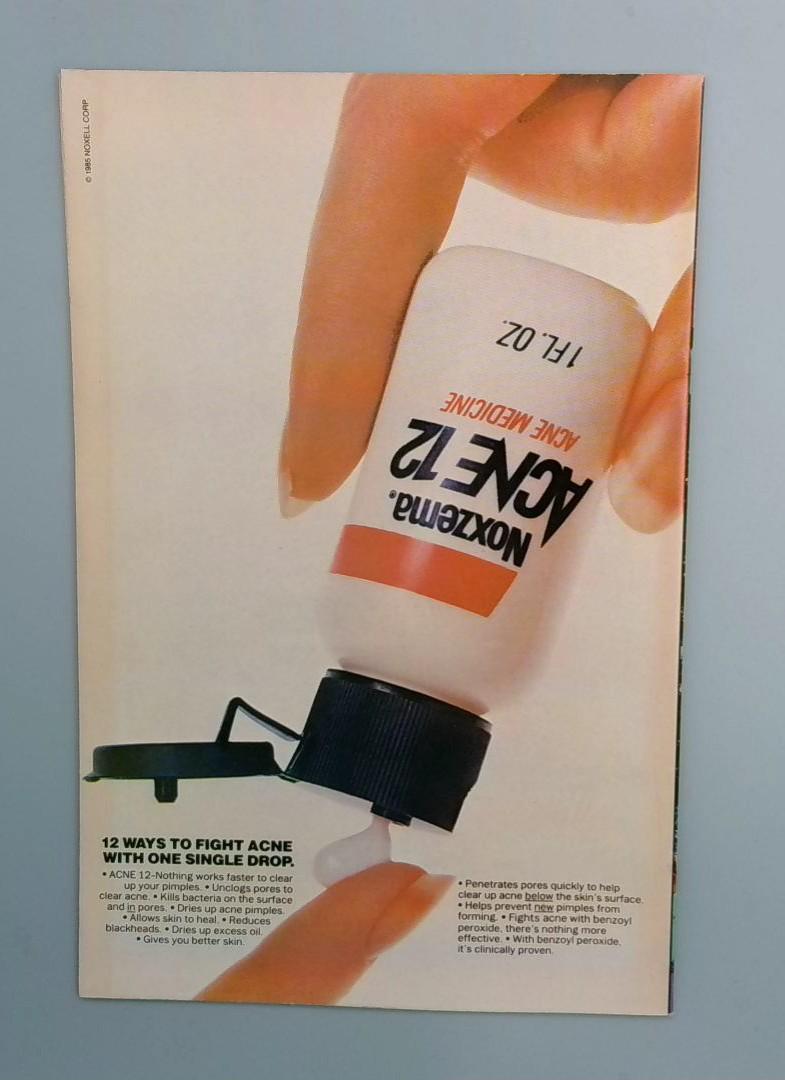 © 1985 NOXELL CORP
1 FL. OZ.
ACNE MEDICINE
ACNE 12
Noxzema®
12 WAYS TO FIGHT ACNE
WITH ONE SINGLE DROP.
• ACNE 12–Nothing works faster to clear
up your pimples. • Unclogs pores to
clear acne. • Kills bacteria on the surface
and in pores. • Dries up acne pimples.
• Allows skin to heal. • Reduces
blackheads. • Dries up excess oil.
• Gives you better skin.
• Penetrates pores quickly to help
clear up acne below the skin's surface.
• Helps prevent new pimples from
forming. • Fights acne with benzoyl
peroxide, there's nothing more
effective. • With benzoyl peroxide,
it's clinically proven.